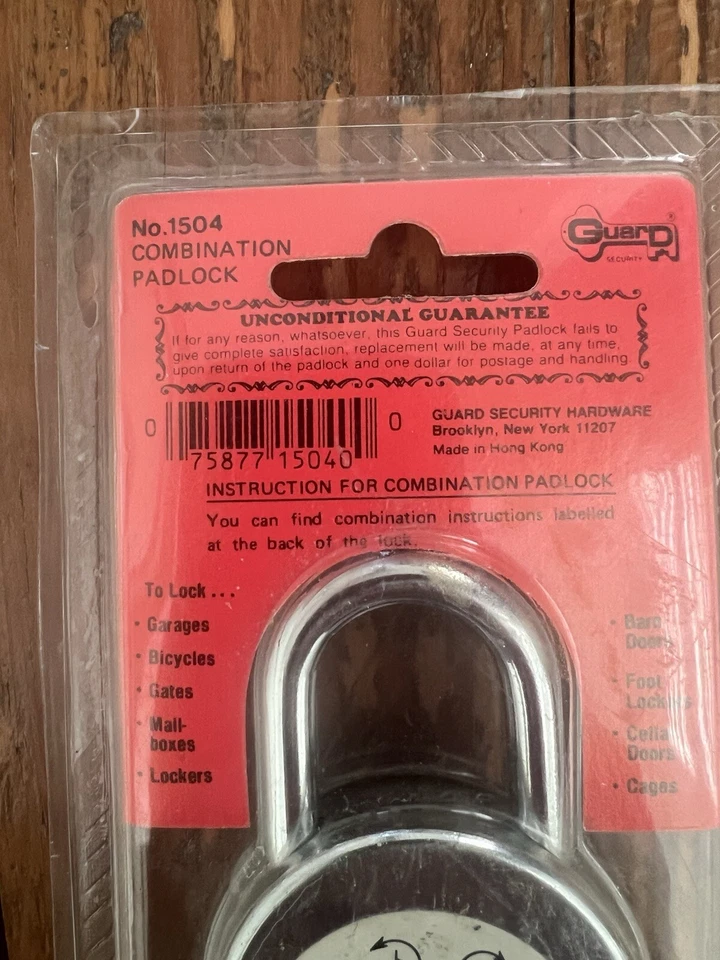 No.1504
COMBINATION
PADLOCK
GuarD®
SECURITY
UNCONDITIONAL GUARANTEE
If for any reason, whatsoever, this Guard Security Padlock fails to
give complete satisfaction, replacement will be made, at any time,
upon return of the padlock and one dollar for postage and handling.
0 75877 15040 0
GUARD SECURITY HARDWARE
Brooklyn, New York 11207
Made in Hong Kong
INSTRUCTION FOR COMBINATION PADLOCK
You can find combination instructions labelled
at the back of the lock.
To Lock ...
• Garages
• Bicycles
• Gates
• Mail-
boxes
• Lockers
• Barn
Doors
• Foot
Lockers
• Cellar
Doors
• Cages